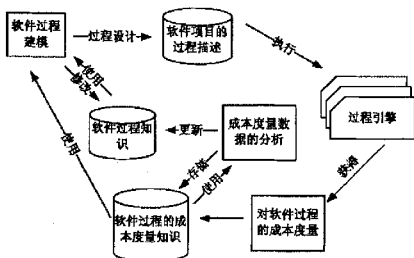 软件过程
建模
过程设计
软件项目的
过程描述
执行
使用
修改
软件过程知
识
更新
成本度量数
据的分析
过程引擎
使用
存储
使用
获得
软件过程的成
本度量知识
对软件过程
的成本度量